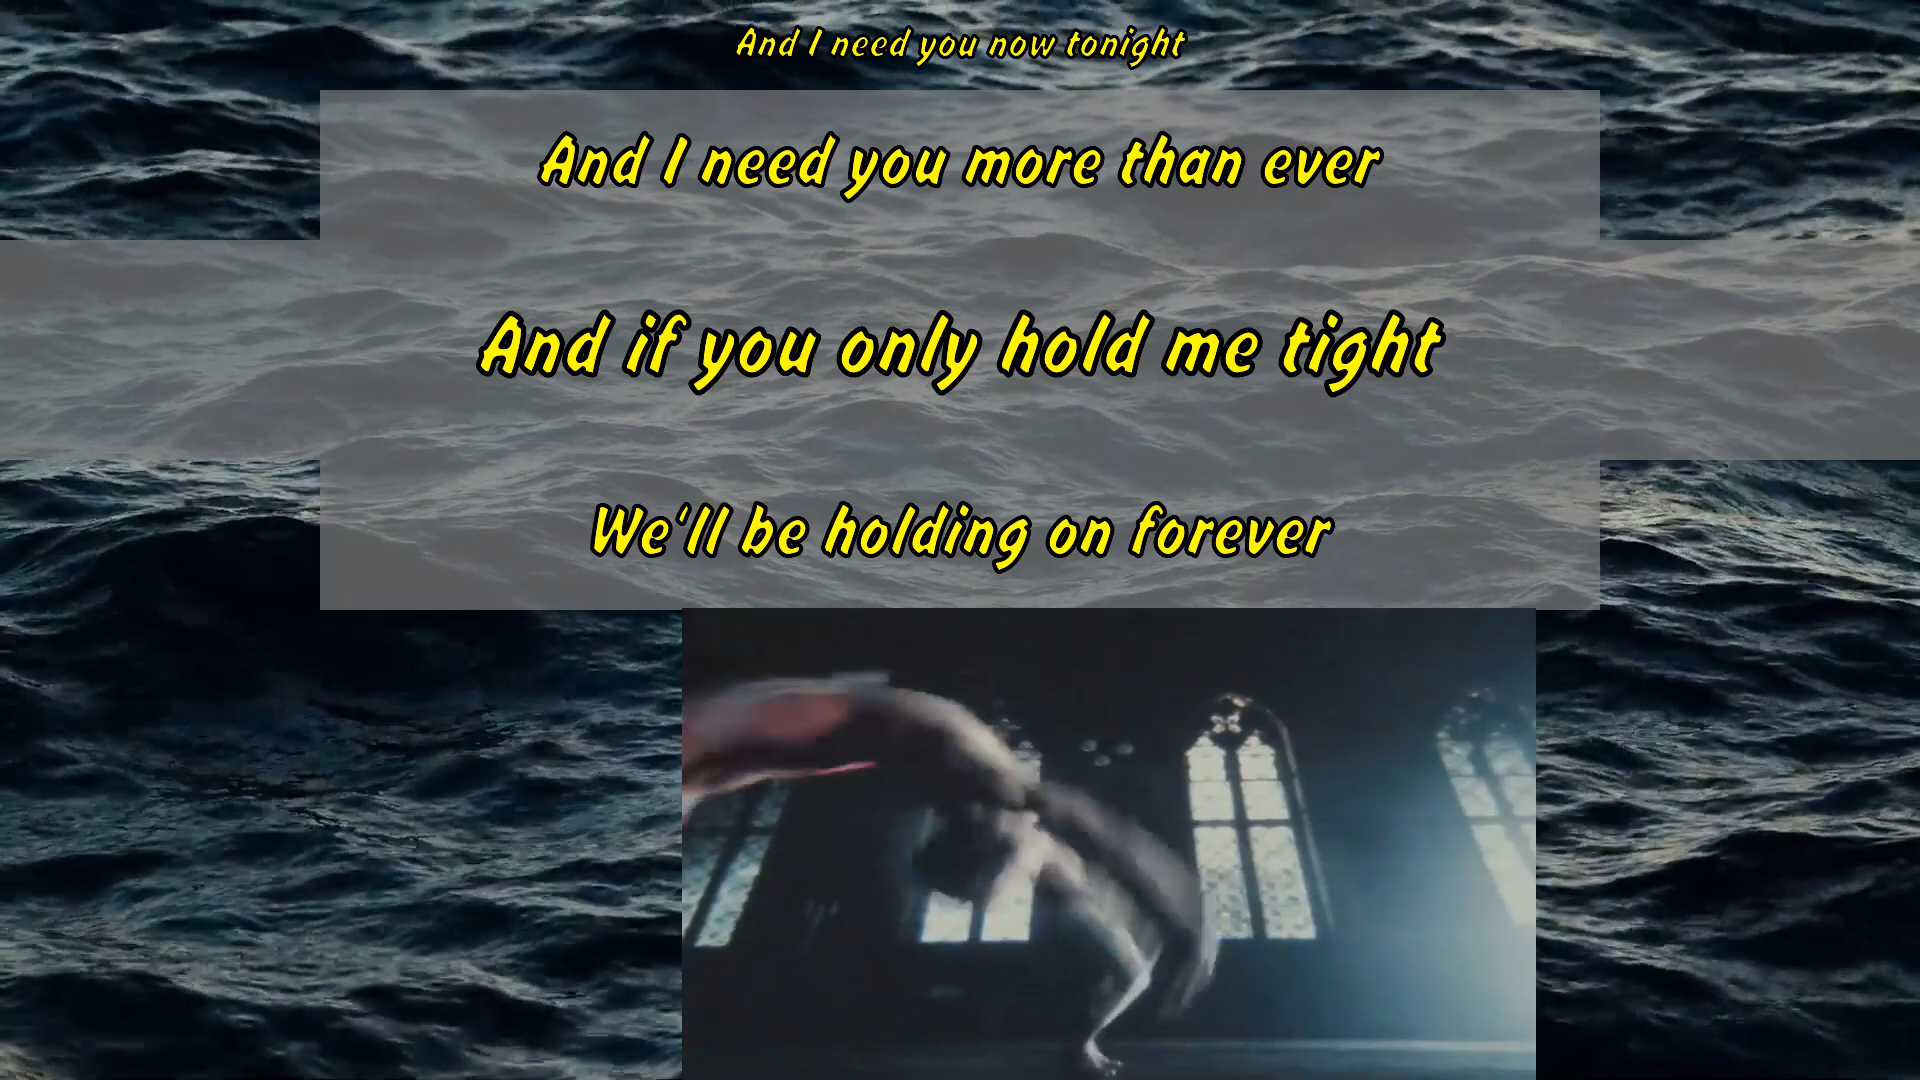 And I need you now tonight
And I need you more than ever
And if you only hold me tight
We'll be holding on forever